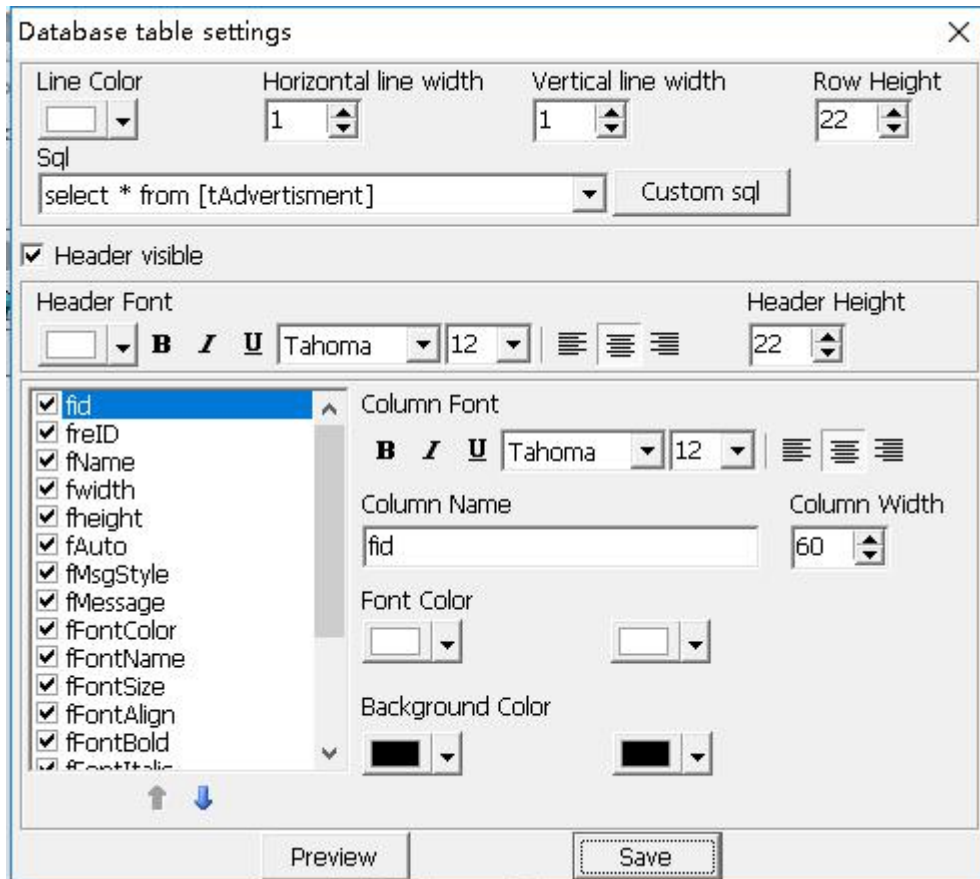 Database table settings
Line Color Horizontal line width Vertical line width Row Height
1 1 22
Sql
select * from [tAdvertisment] Custom sql
Header visible
Header Font Header Height
B I U Tahoma 12 22
fid
freID
fName
fwidth
fheight
fAuto
fMsgStyle
fMessage
fFontColor
fFontName
fFontSize
fFontAlign
fFontBold
fFontItalic
Column Font
B I U Tahoma 12
Column Name Column Width
fid 60
Font Color
Background Color
Preview Save